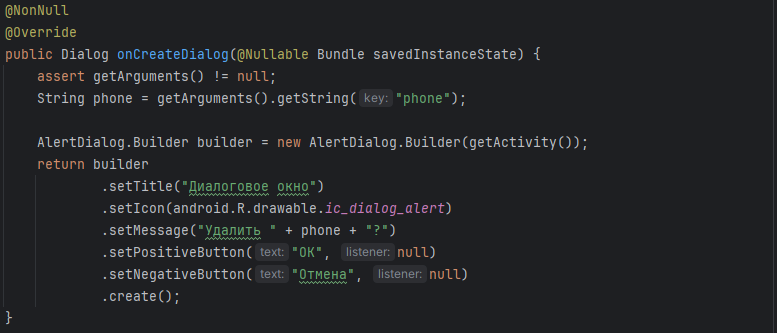 @NonNull
@Override
public Dialog onCreateDialog(@Nullable Bundle savedInstanceState) {
    assert getArguments() != null;
    String phone = getArguments().getString( key: "phone");

    AlertDialog.Builder builder = new AlertDialog.Builder(getActivity());
    return builder
            .setTitle("Диалоговое окно")
            .setIcon(android.R.drawable.ic_dialog_alert)
            .setMessage("Удалить " + phone + "?")
            .setPositiveButton( text: "ОК", listener: null)
            .setNegativeButton( text: "Отмена", listener: null)
            .create();
}